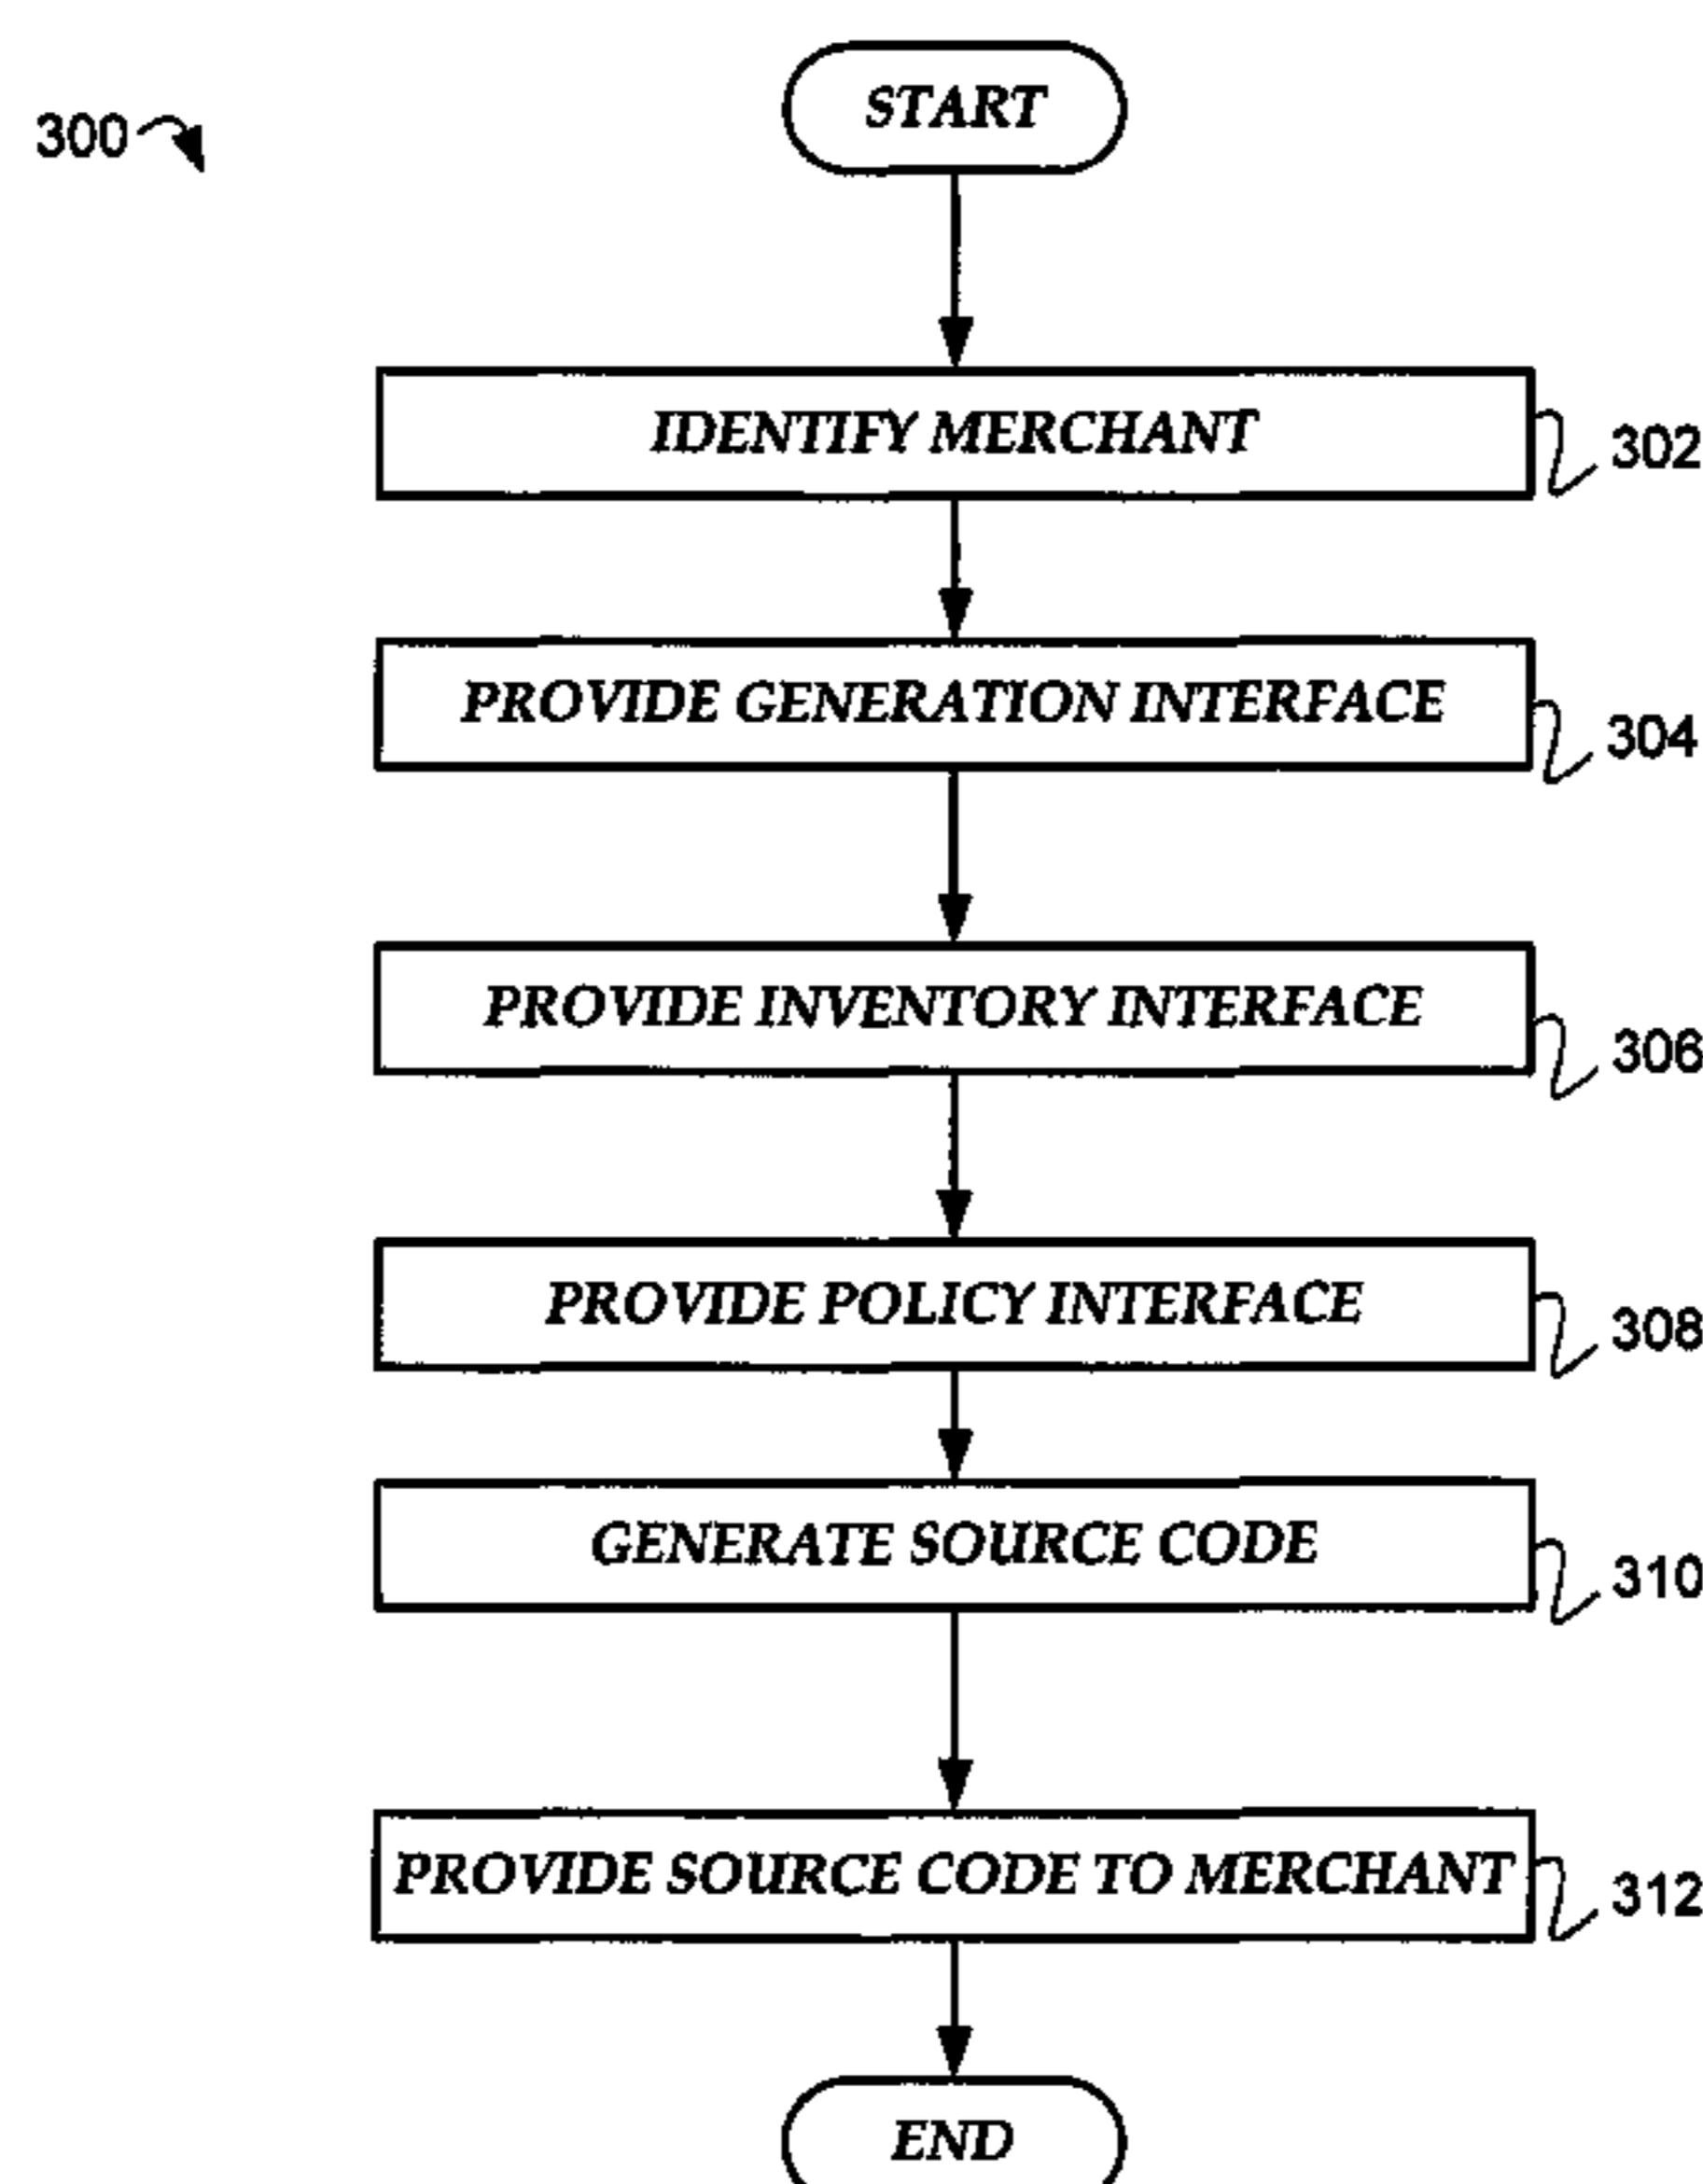 START
300
IDENTIFY MERCHANT
302
PROVIDE GENERATION INTERFACE
304
PROVIDE INVENTORY INTERFACE
306
PROVIDE POLICY INTERFACE
308
GENERATE SOURCE CODE
310
PROVIDE SOURCE CODE TO MERCHANT
312
END